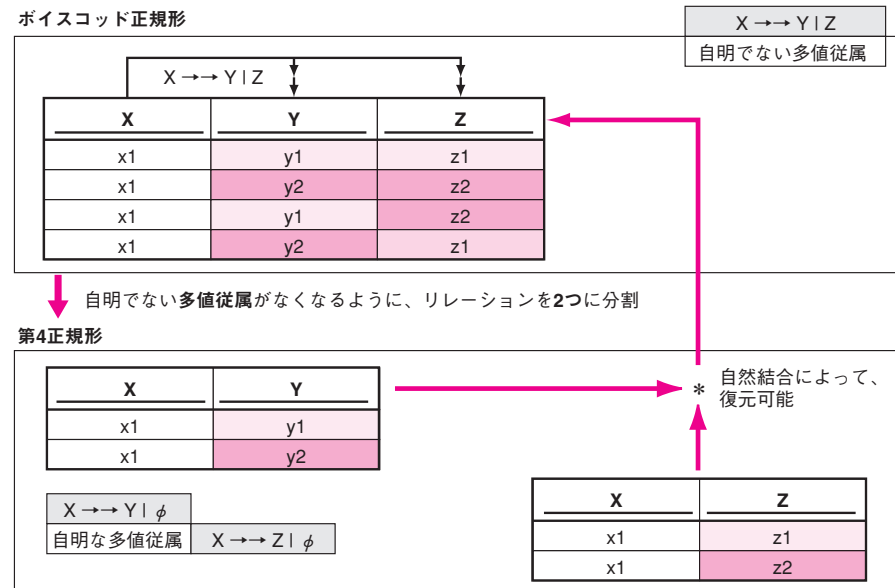 ボイスコッド正規形
X →→ Y | Z
自明でない多値従属
X →→ Y | Z
X Y Z
x1 y1 z1
x1 y2 z2
x1 y1 z2
x1 y2 z1
自明でない多値従属がなくなるように、リレーションを2つに分割
第4正規形
X Y
x1 y1
x1 y2
* 自然結合によって、
復元可能
X →→ Y | φ
自明な多値従属 X →→ Z | φ
X Z
x1 z1
x1 z2